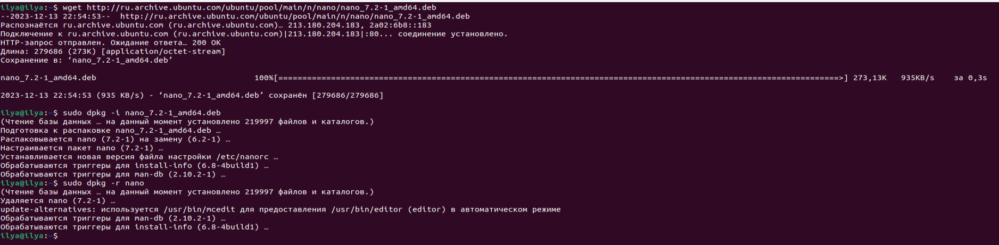 ilya@ilya:~$ wget http://ru.archive.ubuntu.com/ubuntu/pool/main/n/nano/nano_7.2-1_amd64.deb
--2023-12-13 22:54:53--  http://ru.archive.ubuntu.com/ubuntu/pool/main/n/nano/nano_7.2-1_amd64.deb
Распознаётся ru.archive.ubuntu.com (ru.archive.ubuntu.com)… 213.180.204.183, 2a02:6b8::183
Подключение к ru.archive.ubuntu.com (ru.archive.ubuntu.com)|213.180.204.183|:80... соединение установлено.
HTTP-запрос отправлен. Ожидание ответа… 200 OK
Длина: 279686 (273K) [application/octet-stream]
Сохранение в: ‘nano_7.2-1_amd64.deb’
nano_7.2-1_amd64.deb 100%[=====================================================================================================================>] 273,13K 935KB/s за 0,3s
2023-12-13 22:54:53 (935 KB/s) - ‘nano_7.2-1_amd64.deb’ сохранён [279686/279686]
ilya@ilya:~$ sudo dpkg -i nano_7.2-1_amd64.deb
(Чтение базы данных … на данный момент установлено 219997 файлов и каталогов.)
Подготовка к распаковке nano_7.2-1_amd64.deb …
Распаковывается nano (7.2-1) на замену (6.2-1) …
Настраивается пакет nano (7.2-1) …
Устанавливается новая версия файла настройки /etc/nanorc …
Обрабатываются триггеры для install-info (6.8-4build1) …
Обрабатываются триггеры для man-db (2.10.2-1) …
ilya@ilya:~$ sudo dpkg -r nano
(Чтение базы данных … на данный момент установлено 219997 файлов и каталогов.)
Удаляется nano (7.2-1) …
update-alternatives: используется /usr/bin/mcedit для предоставления /usr/bin/editor (editor) в автоматическом режиме
Обрабатываются триггеры для man-db (2.10.2-1) …
Обрабатываются триггеры для install-info (6.8-4build1) …
ilya@ilya:~$